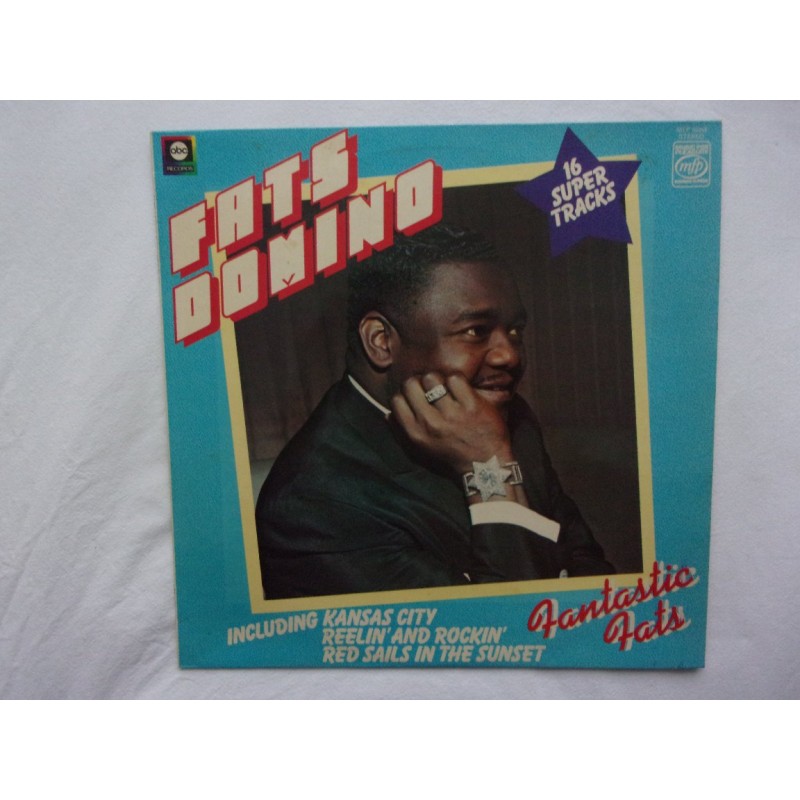 abc
RECORDS
FATS
DOMINO
16
SUPER
TRACKS
STEREO
mfp
INCLUDING KANSAS CITY
REELIN' AND ROCKIN'
RED SAILS IN THE SUNSET
Fantastic
Fats